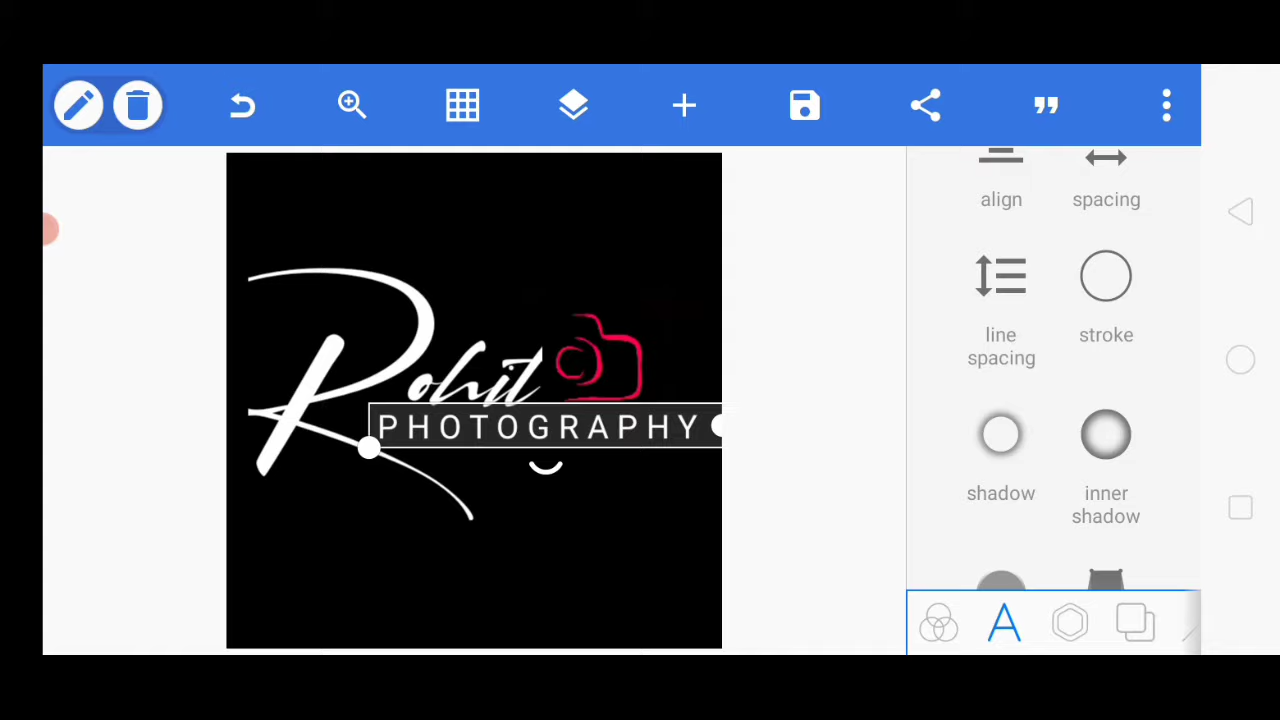 align spacing
line spacing stroke
Rohit
PHOTOGRAPHY
shadow inner shadow